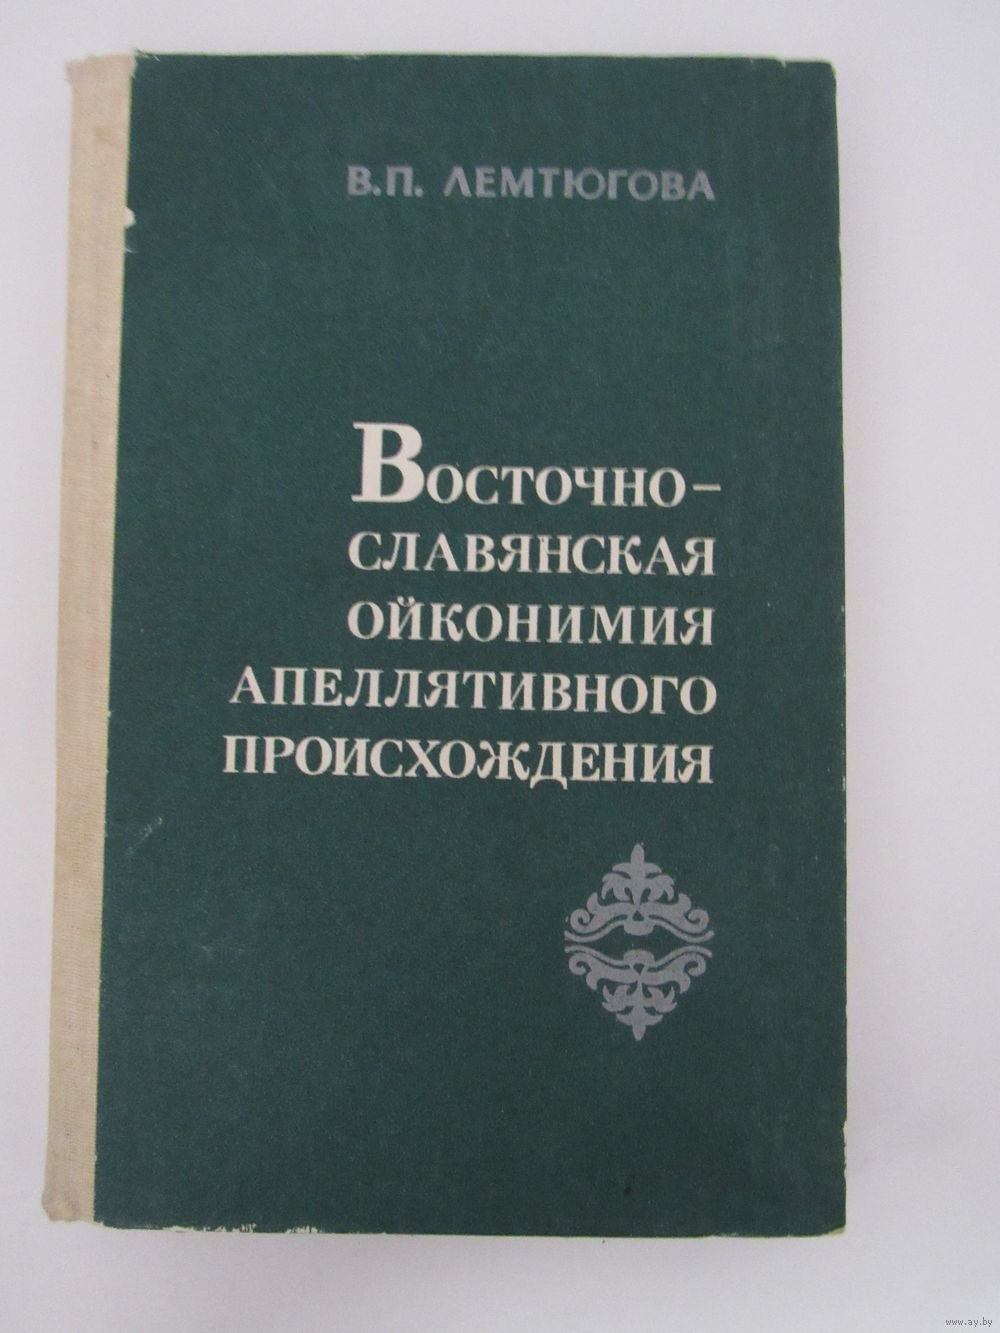 В.П. ЛЕМТЮГОВА
ВОСТОЧНО-
СЛАВЯНСКАЯ
ОЙКОНИМИЯ
АПЕЛЛЯТИВНОГО
ПРОИСХОЖДЕНИЯ
www.ay.by